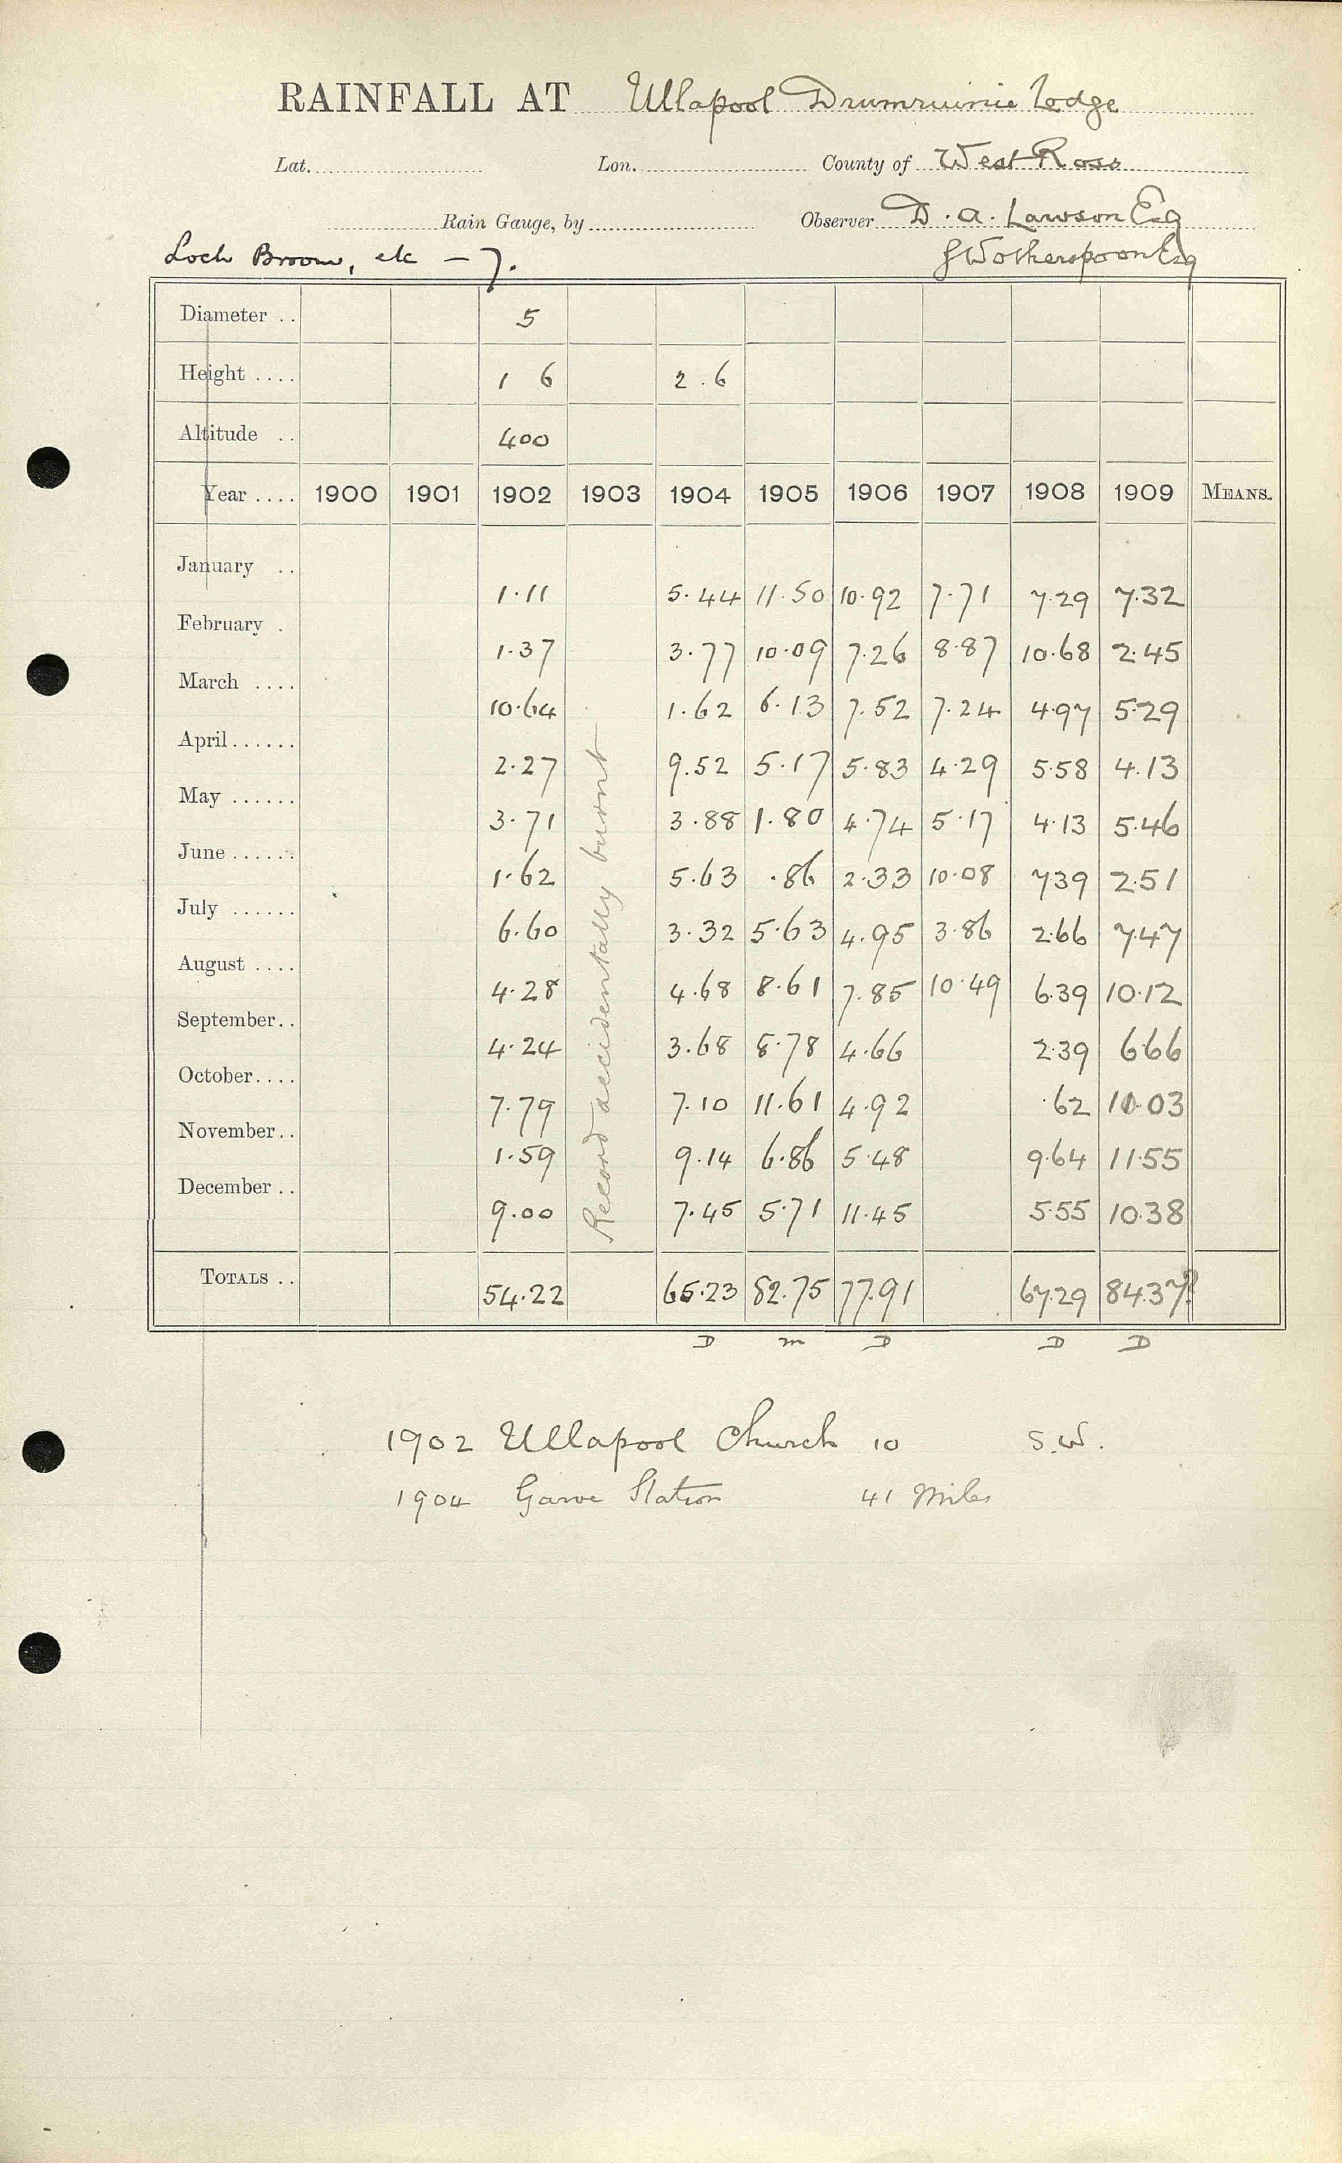 RAINFALL AT Ullapool Drumrunie Lodge
Lat. Lon. County of West Ross
Rain Gauge, by Observer D. A. Lawson Esq
Loch Broom, etc - 7. J Wotherspoon Esq
Diameter .. 5
Height .... 1 6 2.6
Altitude .. 400
Year .... 1900 1901 1902 1903 1904 1905 1906 1907 1908 1909 MEANS.
January .. 1.11 5.44 11.50 10.92 7.71 7.29 7.32
February . 1.37 3.77 10.09 7.26 8.87 10.68 2.45
March .... 10.64 1.62 6.13 7.52 7.24 4.97 5.29
April ...... 2.27 9.52 5.17 5.83 4.29 5.58 4.13
May ...... 3.71 3.88 1.80 4.74 5.17 4.13 5.46
June ...... 1.62 5.63 .86 2.33 10.08 7.39 2.51
July ...... 6.60 3.32 5.63 4.95 3.86 2.66 7.47
August .... 4.28 4.68 8.61 7.85 10.49 6.39 10.12
September.. 4.24 3.68 8.78 4.66 2.39 6.66
October.... 7.79 7.10 11.61 4.92 .62 11.03
November.. 1.59 9.14 6.86 5.48 9.64 11.55
December .. 9.00 7.45 5.71 11.45 5.55 10.38
Record accidentally burnt
TOTALS .. 54.22 65.23 82.75 77.91 67.29 84.37?
D m D D D
1902 Ullapool Church 10 S.W.
1904 Garve Station 41 Miles